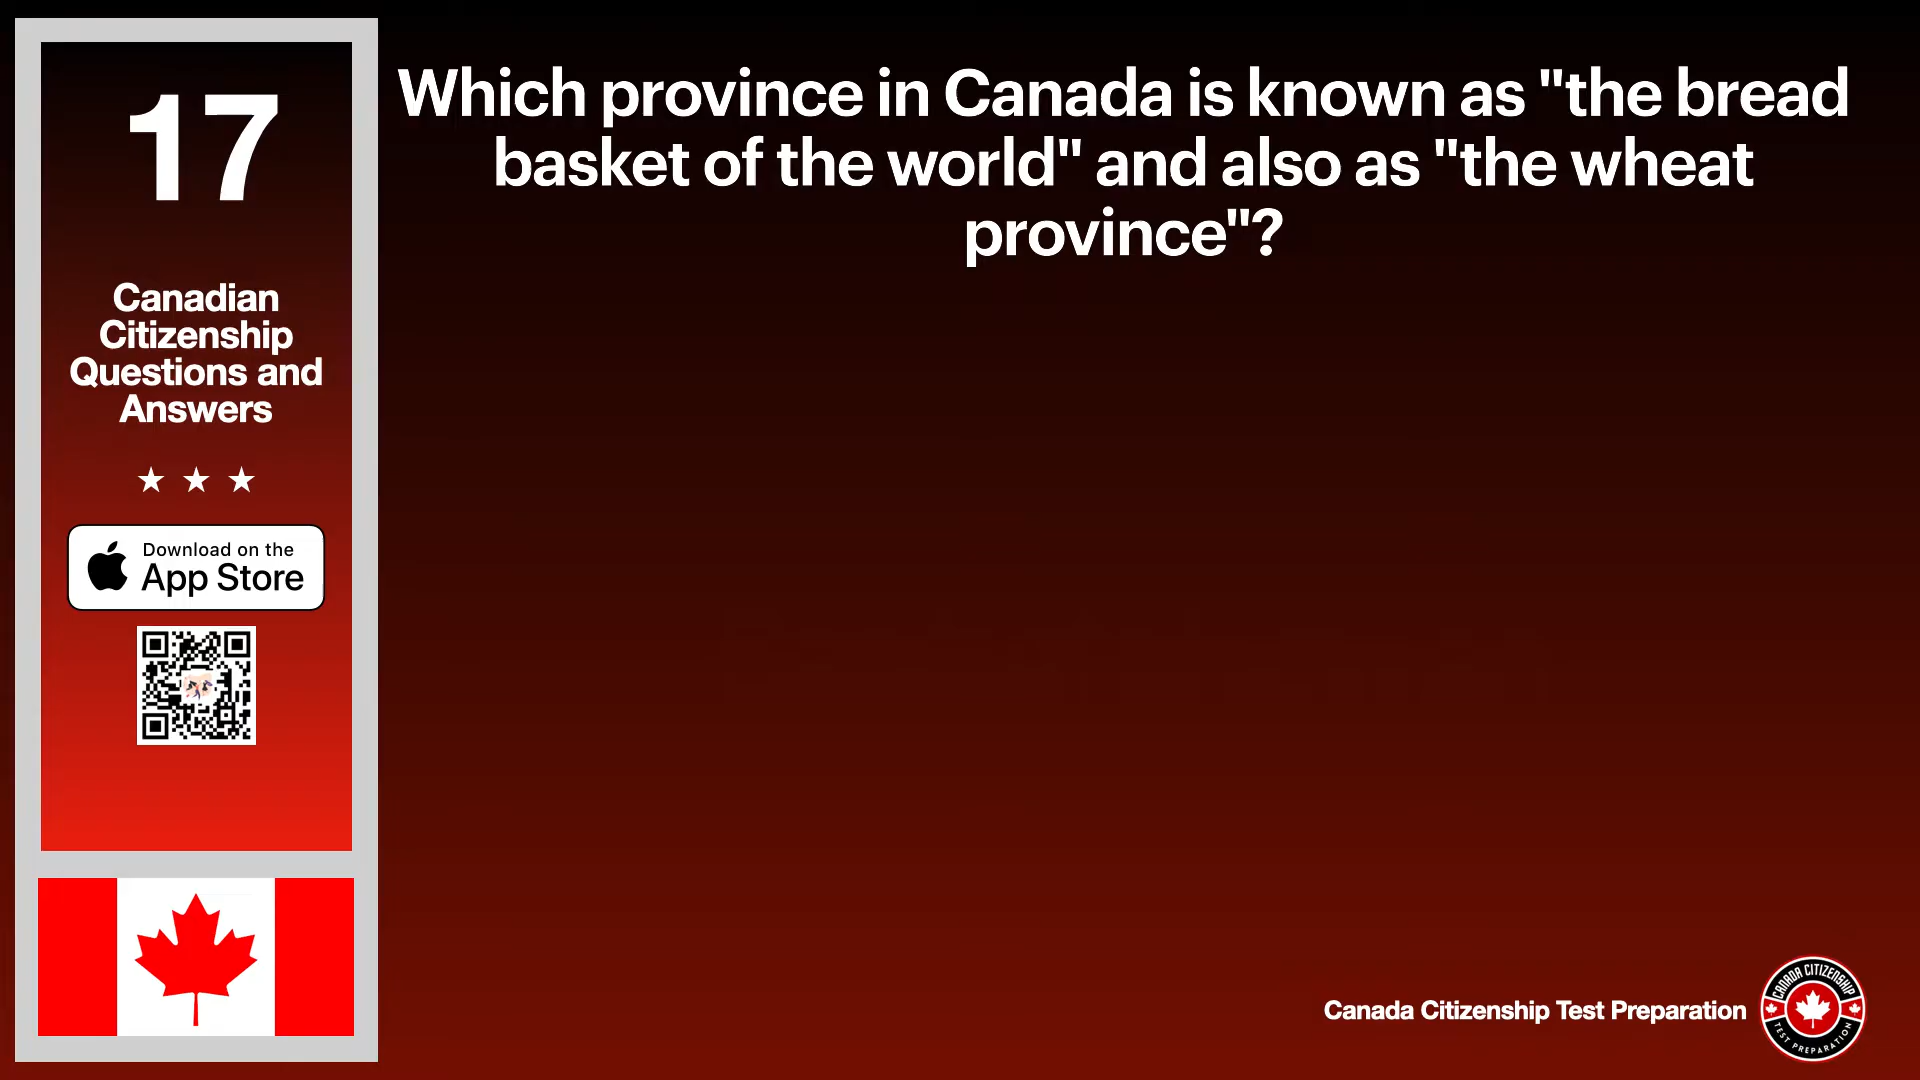 17
Canadian
Citizenship
Questions and
Answers
★ ★ ★
Download on the
App Store
Which province in Canada is known as "the bread
basket of the world" and also as "the wheat
province"?
Canada Citizenship Test Preparation
CANADA CITIZENSHIP
TEST PREPARATION